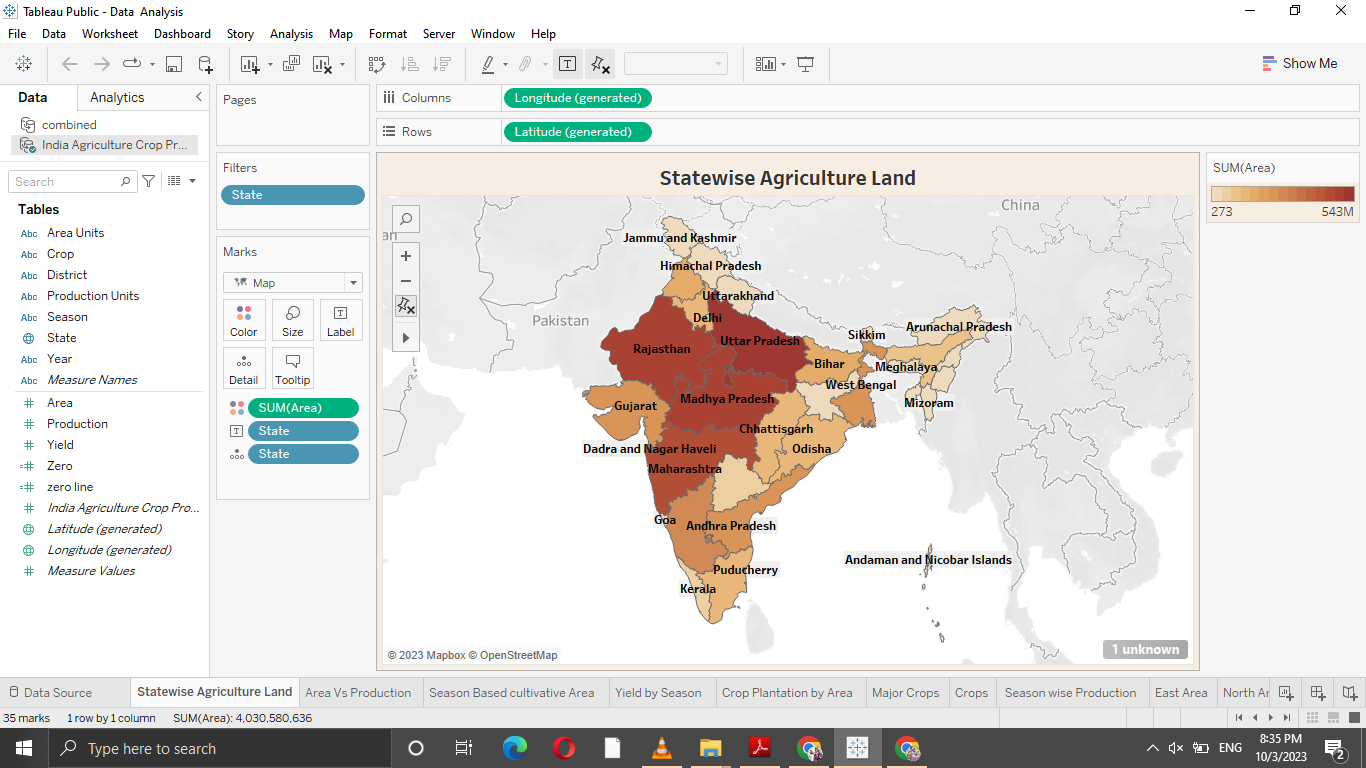 Tableau Public - Data Analysis
File Data Worksheet Dashboard Story Analysis Map Format Server Window Help
Show Me
Data Analytics
combined
India Agriculture Crop Pr...
Search
Tables
Abc Area Units
Abc Crop
Abc District
Abc Production Units
Abc Season
State
Abc Year
Abc Measure Names
Area
Production
Yield
Zero
zero line
India Agriculture Crop Pro...
Latitude (generated)
Longitude (generated)
Measure Values
Pages
Filters
State
Marks
Map
Color Size Label
Detail Tooltip
SUM(Area)
State
State
Columns Longitude (generated)
Rows Latitude (generated)
Statewise Agriculture Land
China
Jammu and Kashmir
Himachal Pradesh
Uttarakhand
Pakistan
Delhi
Arunachal Pradesh
Sikkim
Uttar Pradesh
Rajasthan
Bihar
Meghalaya
West Bengal
Madhya Pradesh
Mizoram
Gujarat
Chhattisgarh
Dadra and Nagar Haveli
Odisha
Maharashtra
Goa
Andhra Pradesh
Andaman and Nicobar Islands
Puducherry
Kerala
© 2023 Mapbox © OpenStreetMap
1 unknown
SUM(Area)
273 543M
Data Source Statewise Agriculture Land Area Vs Production Season Based cultivative Area Yield by Season Crop Plantation by Area Major Crops Crops Season wise Production East Area North Ar
35 marks 1 row by 1 column SUM(Area): 4,030,580,636
Type here to search
ENG
8:35 PM
10/3/2023
2